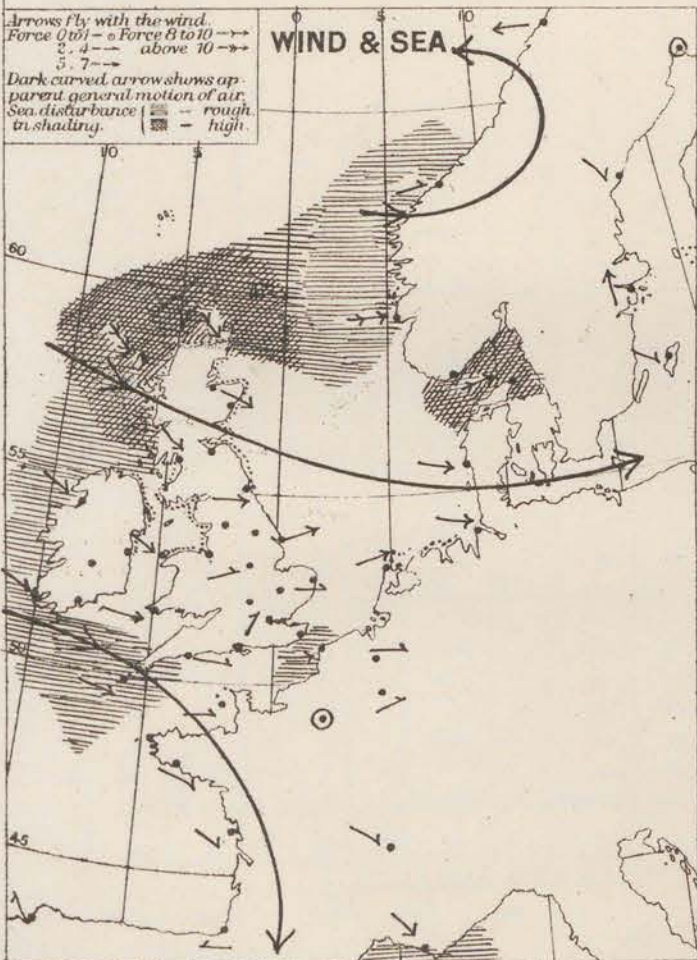 Arrows fly with the wind.
Force 0 to 1 – ⊙ Force 8 to 10 –
2 . 4 – above 10 –
5 . 7 –
Dark curved arrow shows ap-
parent general motion of air.
Sea disturbance { – rough.
in shading. – high.
WIND & SEA
10 5 0 5 10
60
55
50
45